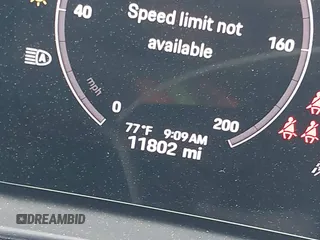 Speed limit not
available
40
160
mph
0
200
77°F 9:09 AM
11802 mi
A
DREAMBID